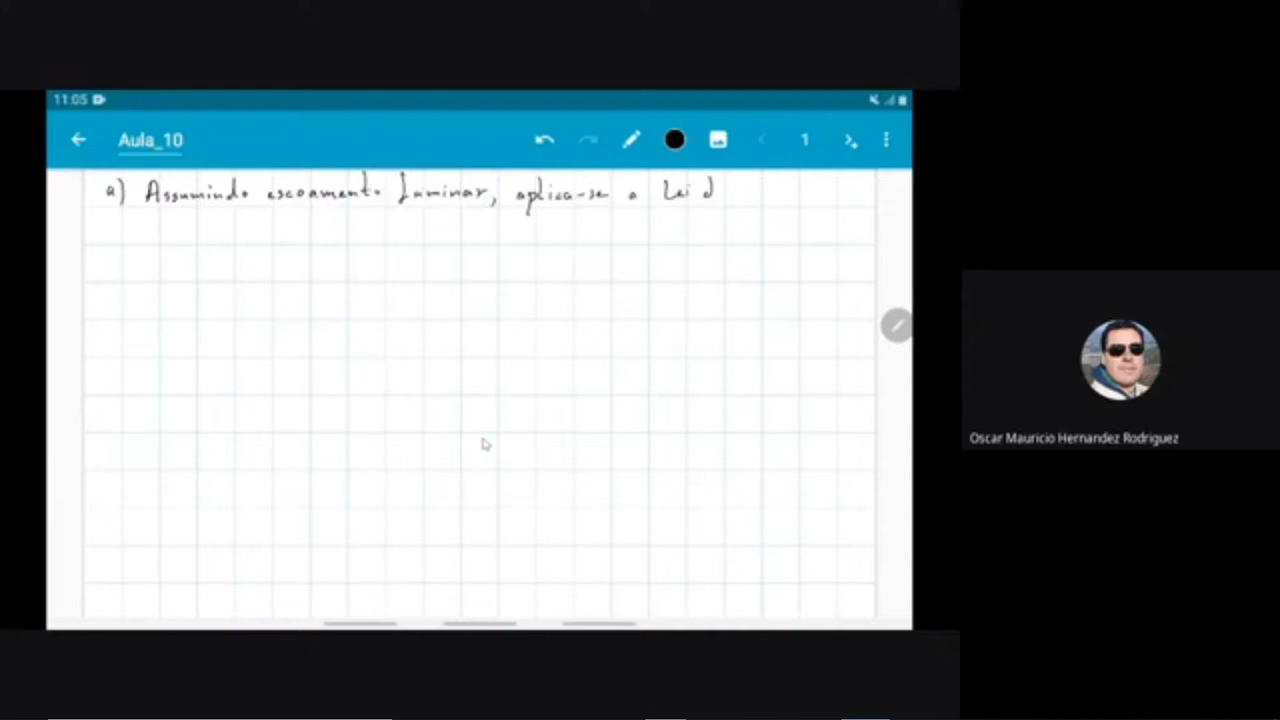 11:05
Aula_10
1
a) Assumindo escoamento Laminar, aplica-se a Lei d
Oscar Mauricio Hernandez Rodriguez